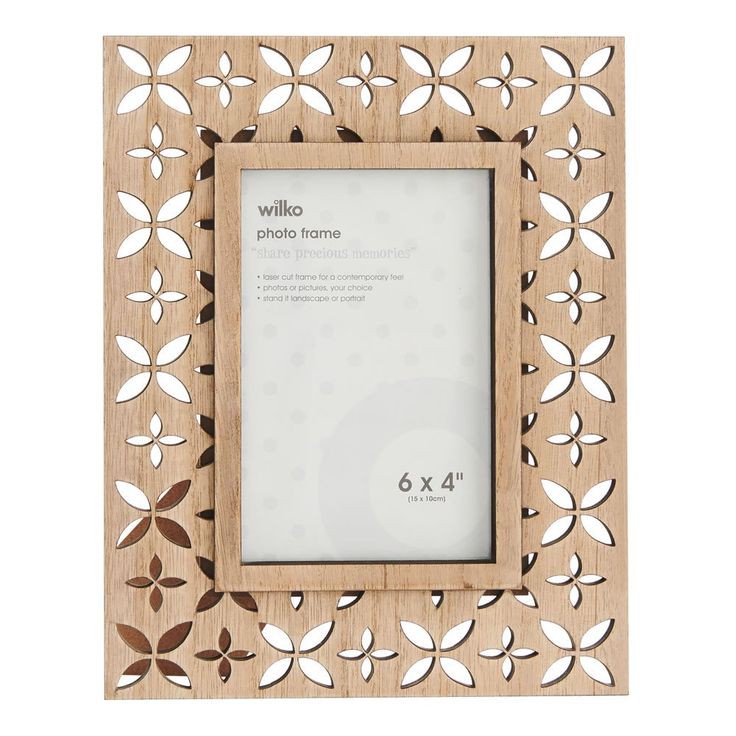 wilko
photo frame
"share precious memories"
• laser cut frame for a contemporary feel
• photos or pictures, your choice
• stand it landscape or portrait
6 x 4"
(15 x 10cm)